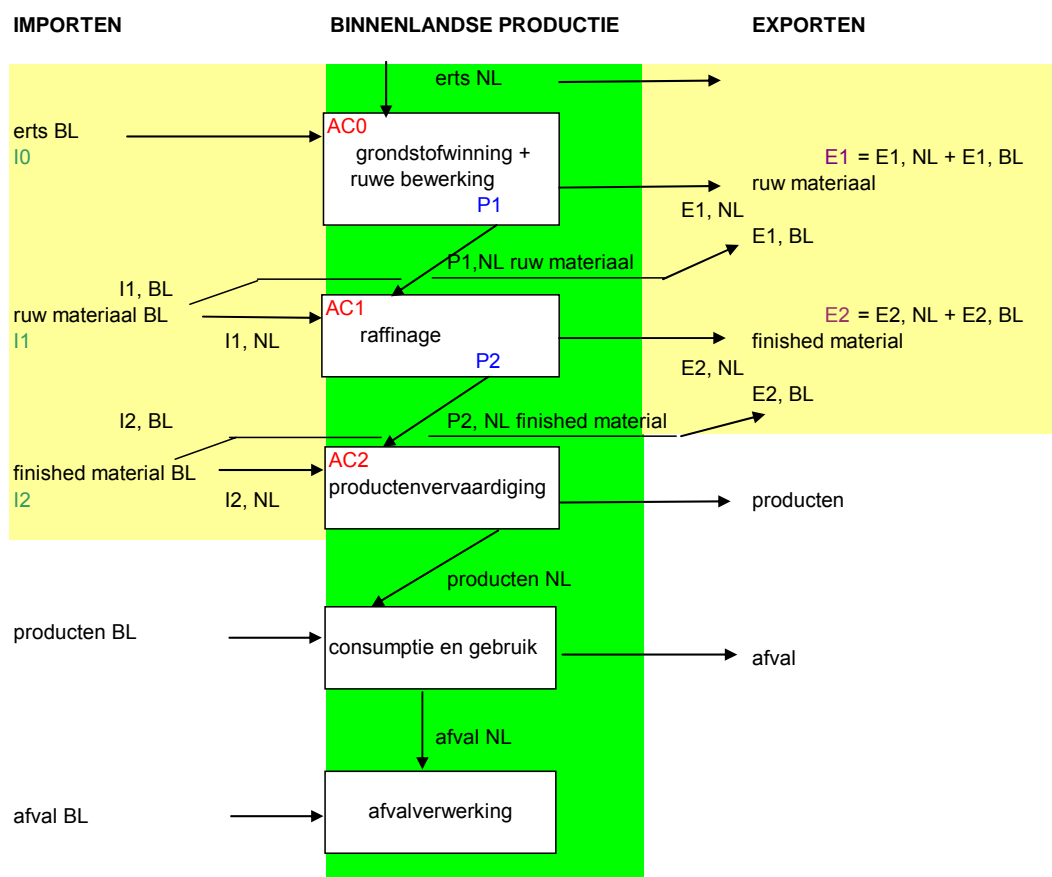 IMPORTEN BINNENLANDSE PRODUCTIE EXPORTEN
erts NL
erts BL
I0
AC0
grondstofwinning +
ruwe bewerking
P1
E1 = E1, NL + E1, BL
ruw materiaal
E1, NL
E1, BL
P1,NL ruw materiaal
I1, BL
ruw materiaal BL
I1
I1, NL
AC1
raffinage
P2
E2 = E2, NL + E2, BL
finished material
E2, NL
E2, BL
P2, NL finished material
I2, BL
finished material BL
I2
I2, NL
AC2
productenvervaardiging
producten
producten NL
producten BL
consumptie en gebruik
afval
afval NL
afval BL
afvalverwerking